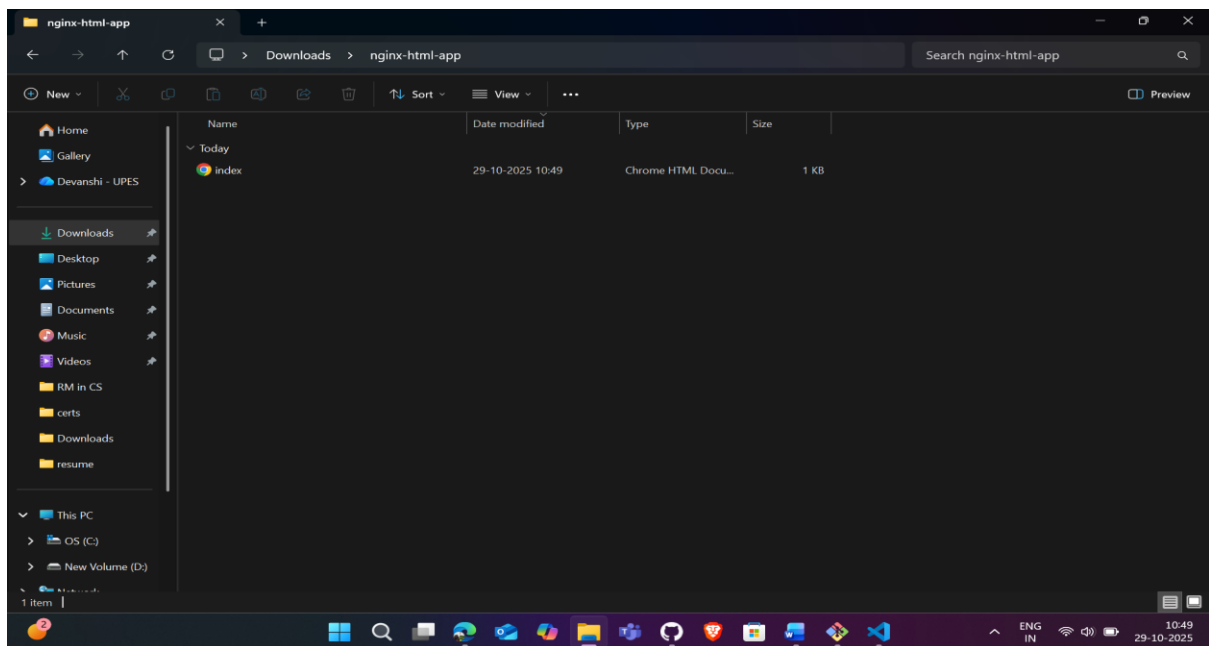 nginx-html-app
Downloads > nginx-html-app
Search nginx-html-app
New
Sort
View
Preview
Home
Gallery
Devanshi - UPES
Downloads
Desktop
Pictures
Documents
Music
Videos
RM in CS
certs
Downloads
resume
This PC
OS (C:)
New Volume (D:)
Network
Name Date modified Type Size
Today
index 29-10-2025 10:49 Chrome HTML Docu... 1 KB
1 item
2
ENG
IN
10:49
29-10-2025